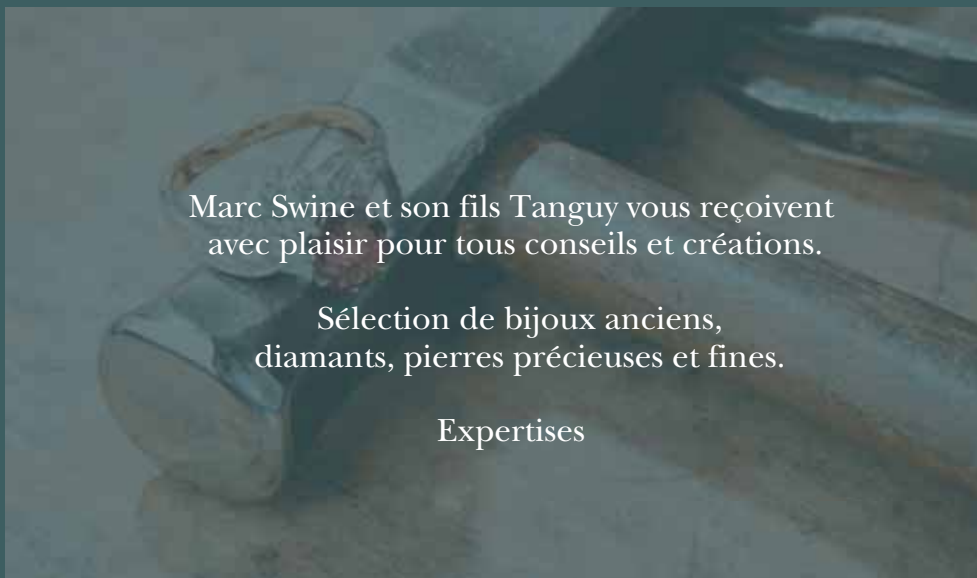 Marc Swine et son fils Tanguy vous reçoivent
avec plaisir pour tous conseils et créations.
Sélection de bijoux anciens,
diamants, pierres précieuses et fines.
Expertises